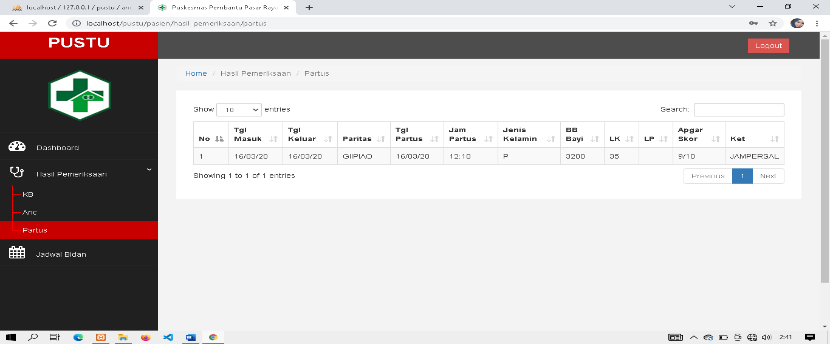 localhost / 127.0.0.1 / pustu / an
Puskesmas Pembantu Pasar Rayu
localhost/pustu/pasien/hasil_pemeriksaan/partus
PUSTU
Logout
Home / Hasil Pemeriksaan / Partus
Show 10 entries
Search:
No Tgl Masuk Tgl Keluar Paritas Tgl Partus Jam Partus Jenis Kelamin BB Bayi LK LP Apgar Skor Ket
1 16/03/20 16/03/20 GIIPIAO 16/03/20 12:10 P 3200 35 9/10 JAMPERSAL
Showing 1 to 1 of 1 entries
Previous 1 Next
Dashboard
Hasil Pemeriksaan
KB
Anc
Partus
Jadwal Bidan
2:41